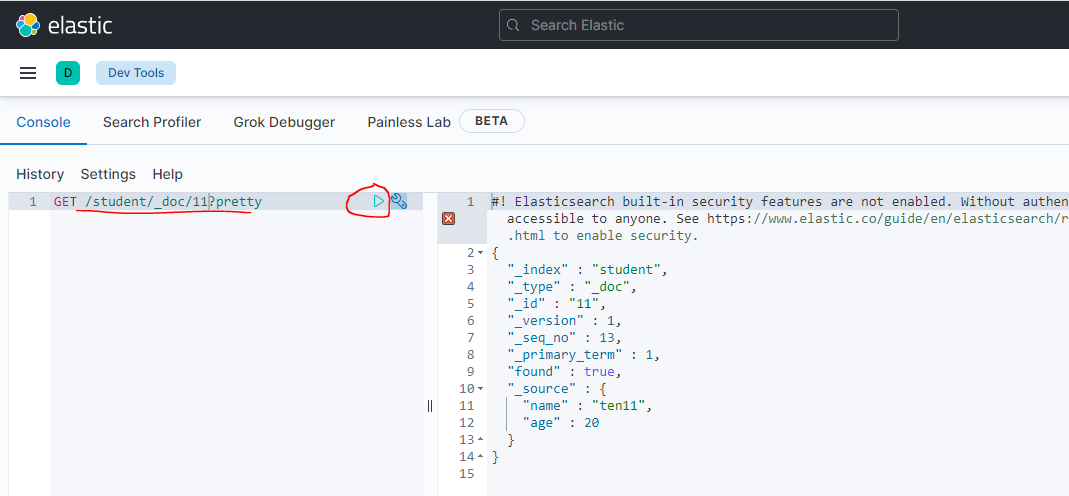 elastic
Search Elastic
D
Dev Tools
Console Search Profiler Grok Debugger Painless Lab BETA
History Settings Help
1 GET /student/_doc/11?pretty
1 #! Elasticsearch built-in security features are not enabled. Without authen
accessible to anyone. See https://www.elastic.co/guide/en/elasticsearch/r
.html to enable security.
2 {
3 "_index" : "student",
4 "_type" : "_doc",
5 "_id" : "11",
6 "_version" : 1,
7 "_seq_no" : 13,
8 "_primary_term" : 1,
9 "found" : true,
10 "_source" : {
11 "name" : "ten11",
12 "age" : 20
13 }
14 }
15